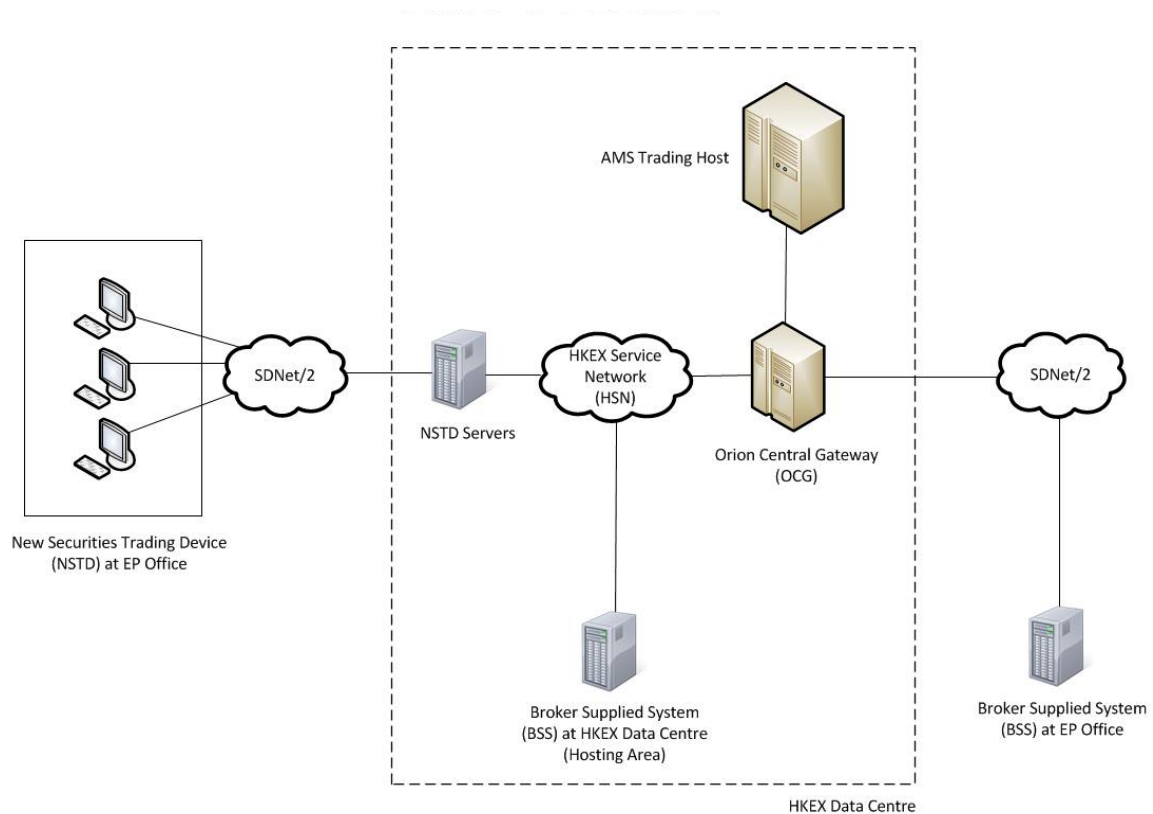 AMS Trading Host
SDNet/2
NSTD Servers
HKEX Service
Network
(HSN)
Orion Central Gateway
(OCG)
SDNet/2
New Securities Trading Device
(NSTD) at EP Office
Broker Supplied System
(BSS) at HKEX Data Centre
(Hosting Area)
Broker Supplied System
(BSS) at EP Office
HKEX Data Centre